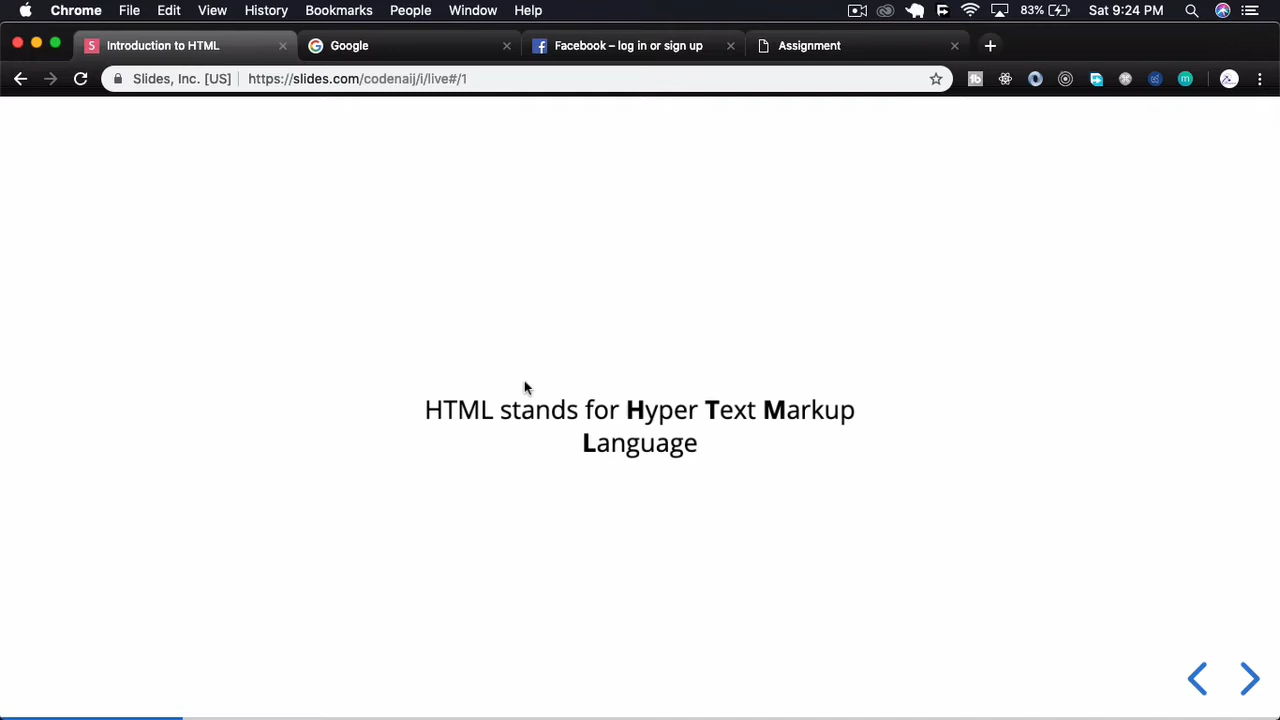 Chrome File Edit View History Bookmarks People Window Help 83% Sat 9:24 PM
S Introduction to HTML Google Facebook – log in or sign up Assignment
Slides, Inc. [US] https://slides.com/codenaij/i/live#/1
HTML stands for Hyper Text Markup
Language